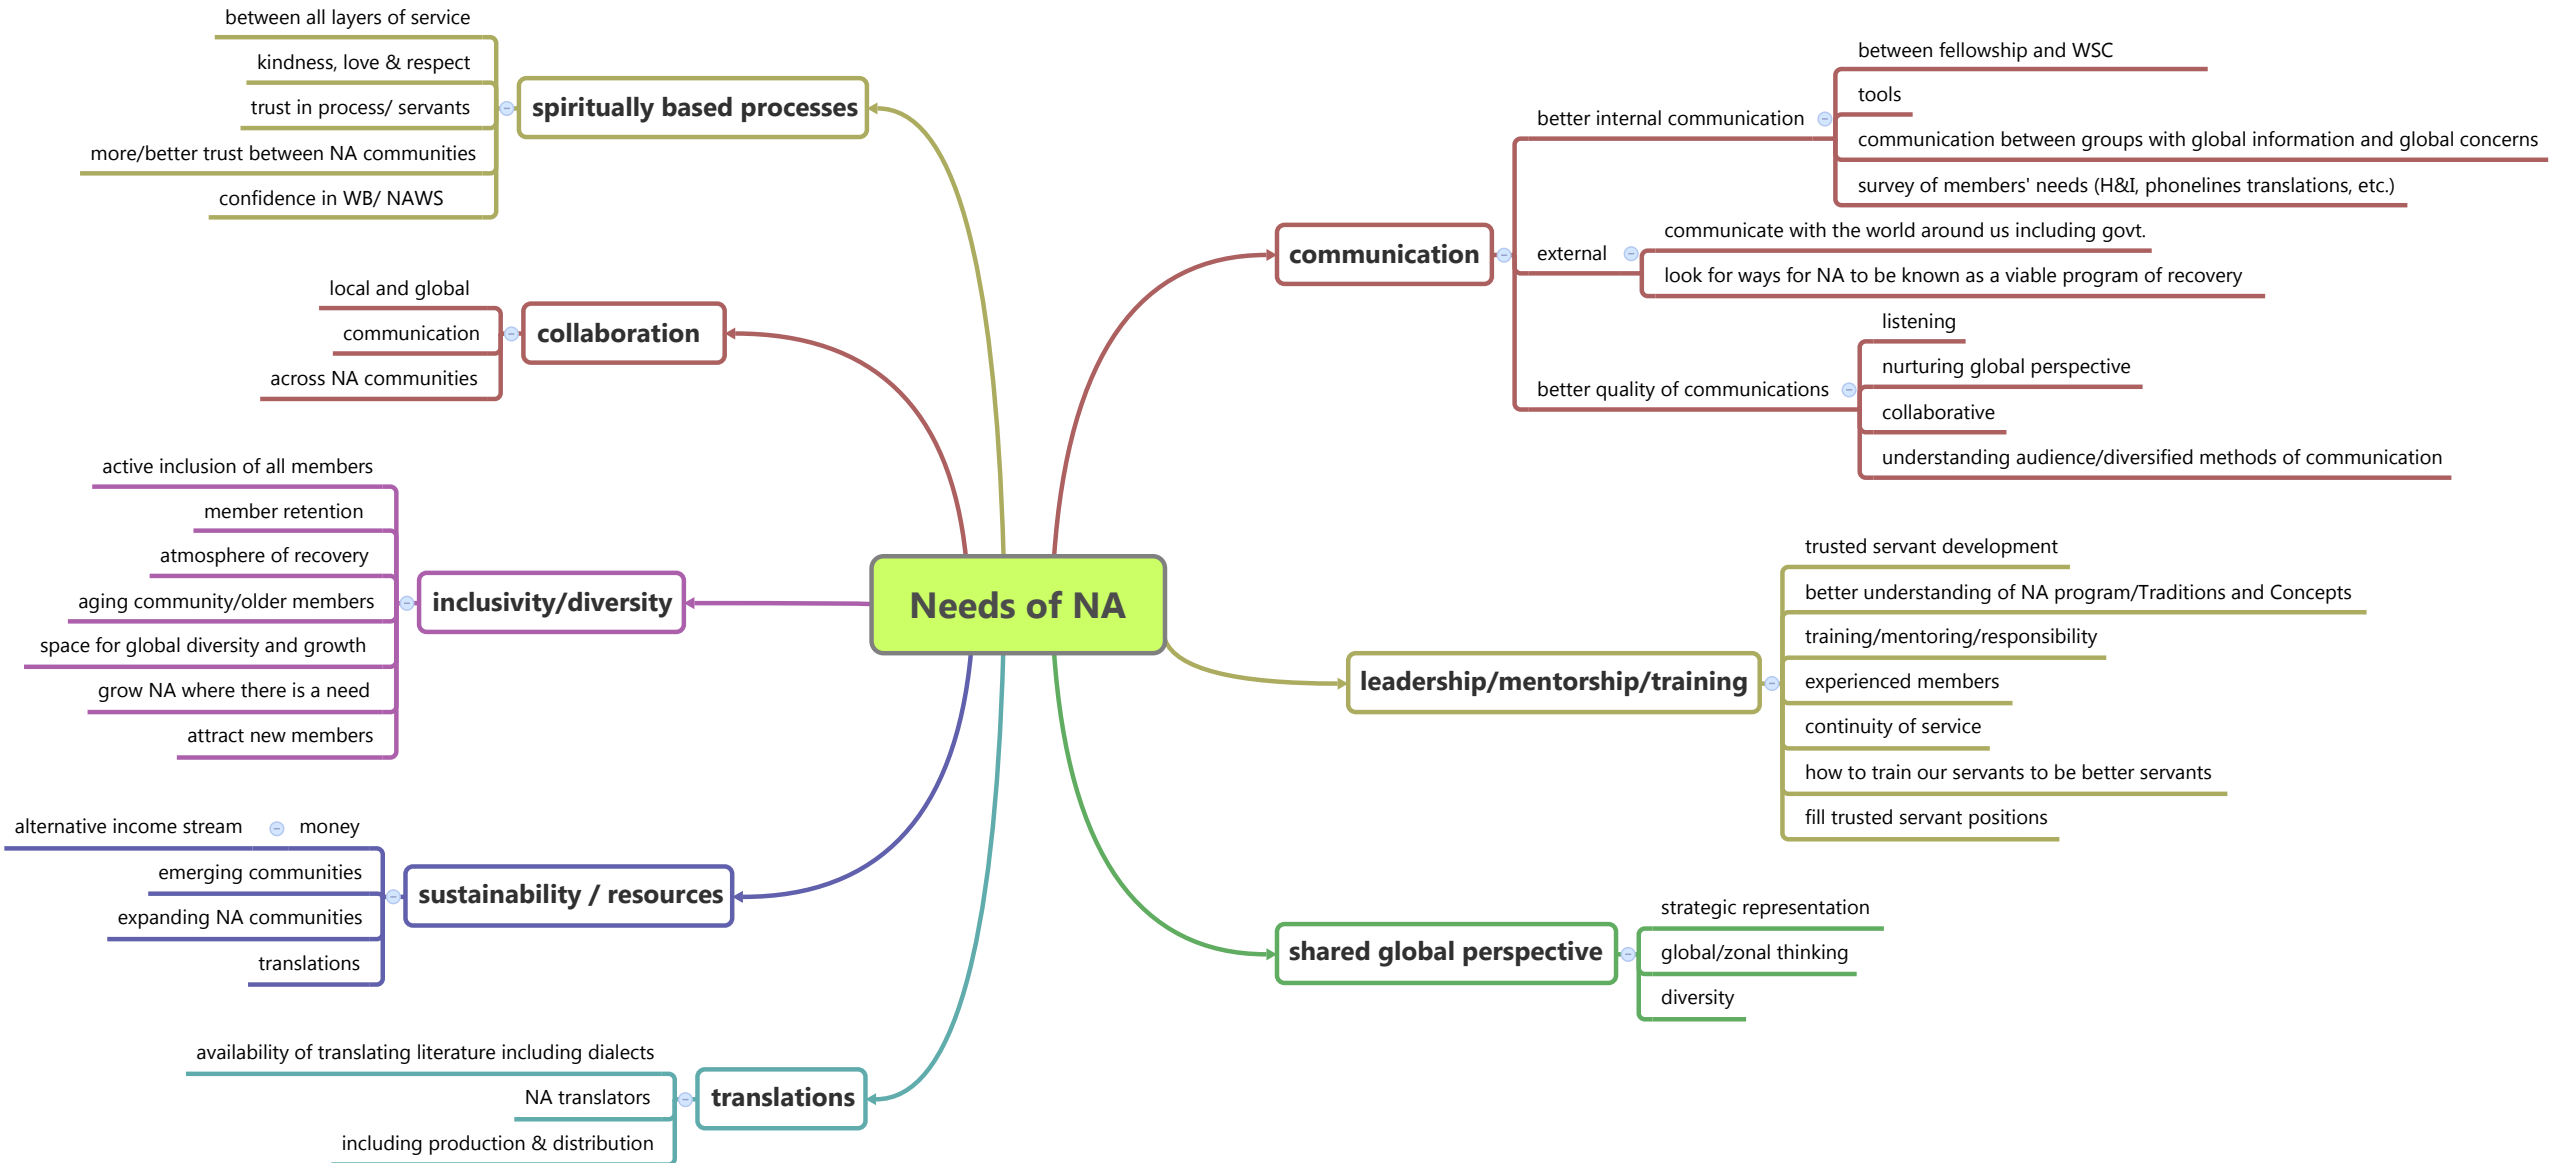 Needs of NA
communication
better internal communication
between fellowship and WSC
tools
communication between groups with global information and global concerns
survey of members' needs (H&I, phonelines translations, etc.)
external
communicate with the world around us including govt.
look for ways for NA to be known as a viable program of recovery
better quality of communications
listening
nurturing global perspective
collaborative
understanding audience/diversified methods of communication
leadership/mentorship/training
trusted servant development
better understanding of NA program/Traditions and Concepts
training/mentoring/responsibility
experienced members
continuity of service
how to train our servants to be better servants
fill trusted servant positions
shared global perspective
strategic representation
global/zonal thinking
diversity
spiritually based processes
between all layers of service
kindness, love & respect
trust in process/ servants
more/better trust between NA communities
confidence in WB/ NAWS
collaboration
local and global
communication
across NA communities
inclusivity/diversity
active inclusion of all members
member retention
atmosphere of recovery
aging community/older members
space for global diversity and growth
grow NA where there is a need
attract new members
sustainability / resources
money
alternative income stream
emerging communities
expanding NA communities
translations
translations
availability of translating literature including dialects
NA translators
including production & distribution